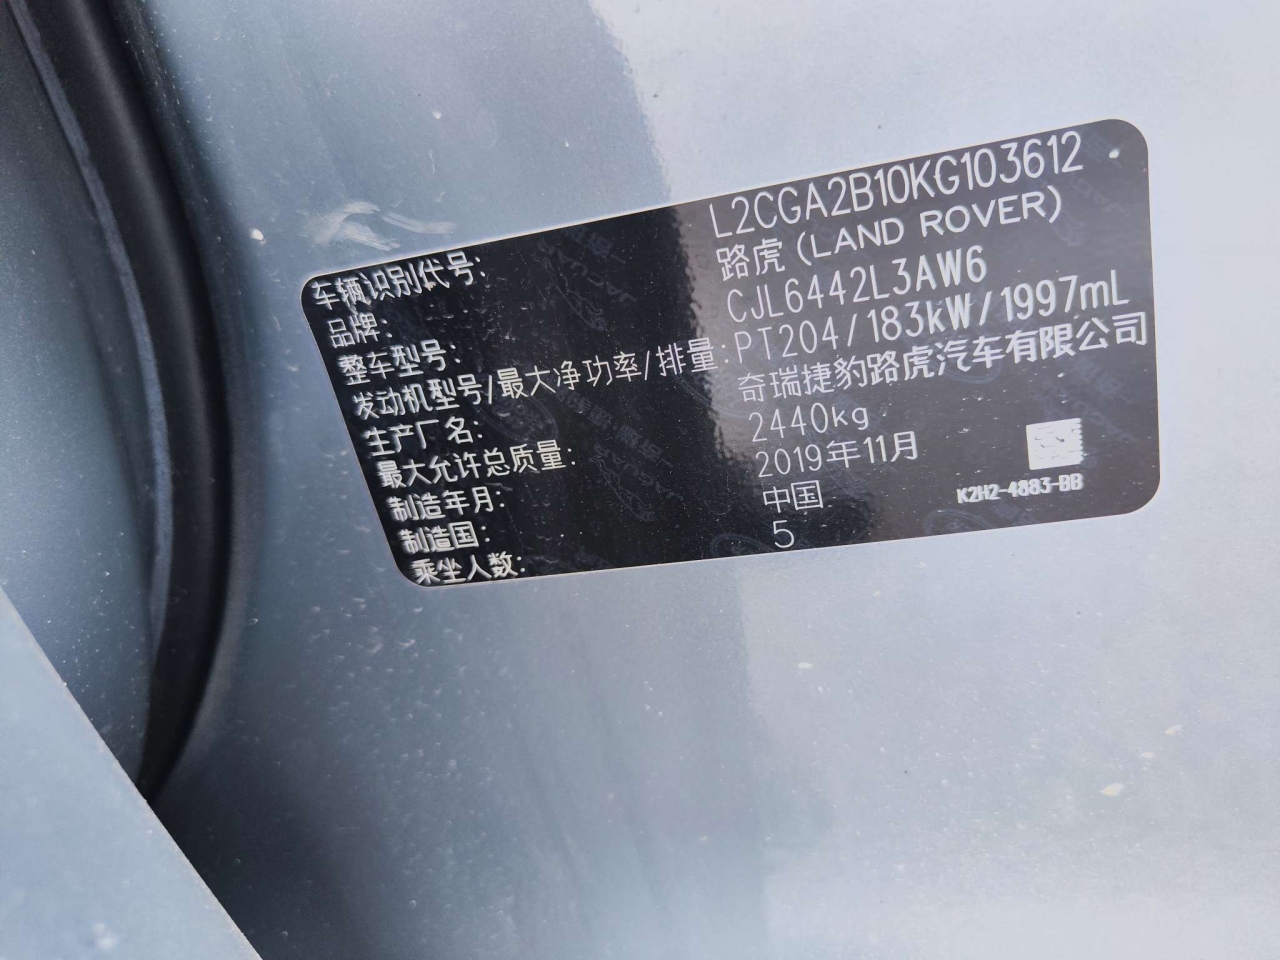 车辆识别代号: L2CGA2B10KG103612
品牌: 路虎 (LAND ROVER)
整车型号: CJL6442L3AW6
发动机型号/最大净功率/排量: PT204/183kW/1997mL
生产厂名: 奇瑞捷豹路虎汽车有限公司
最大允许总质量: 2440kg
制造年月: 2019年11月
制造国: 中国
乘坐人数: 5
K2H2-4883-BB